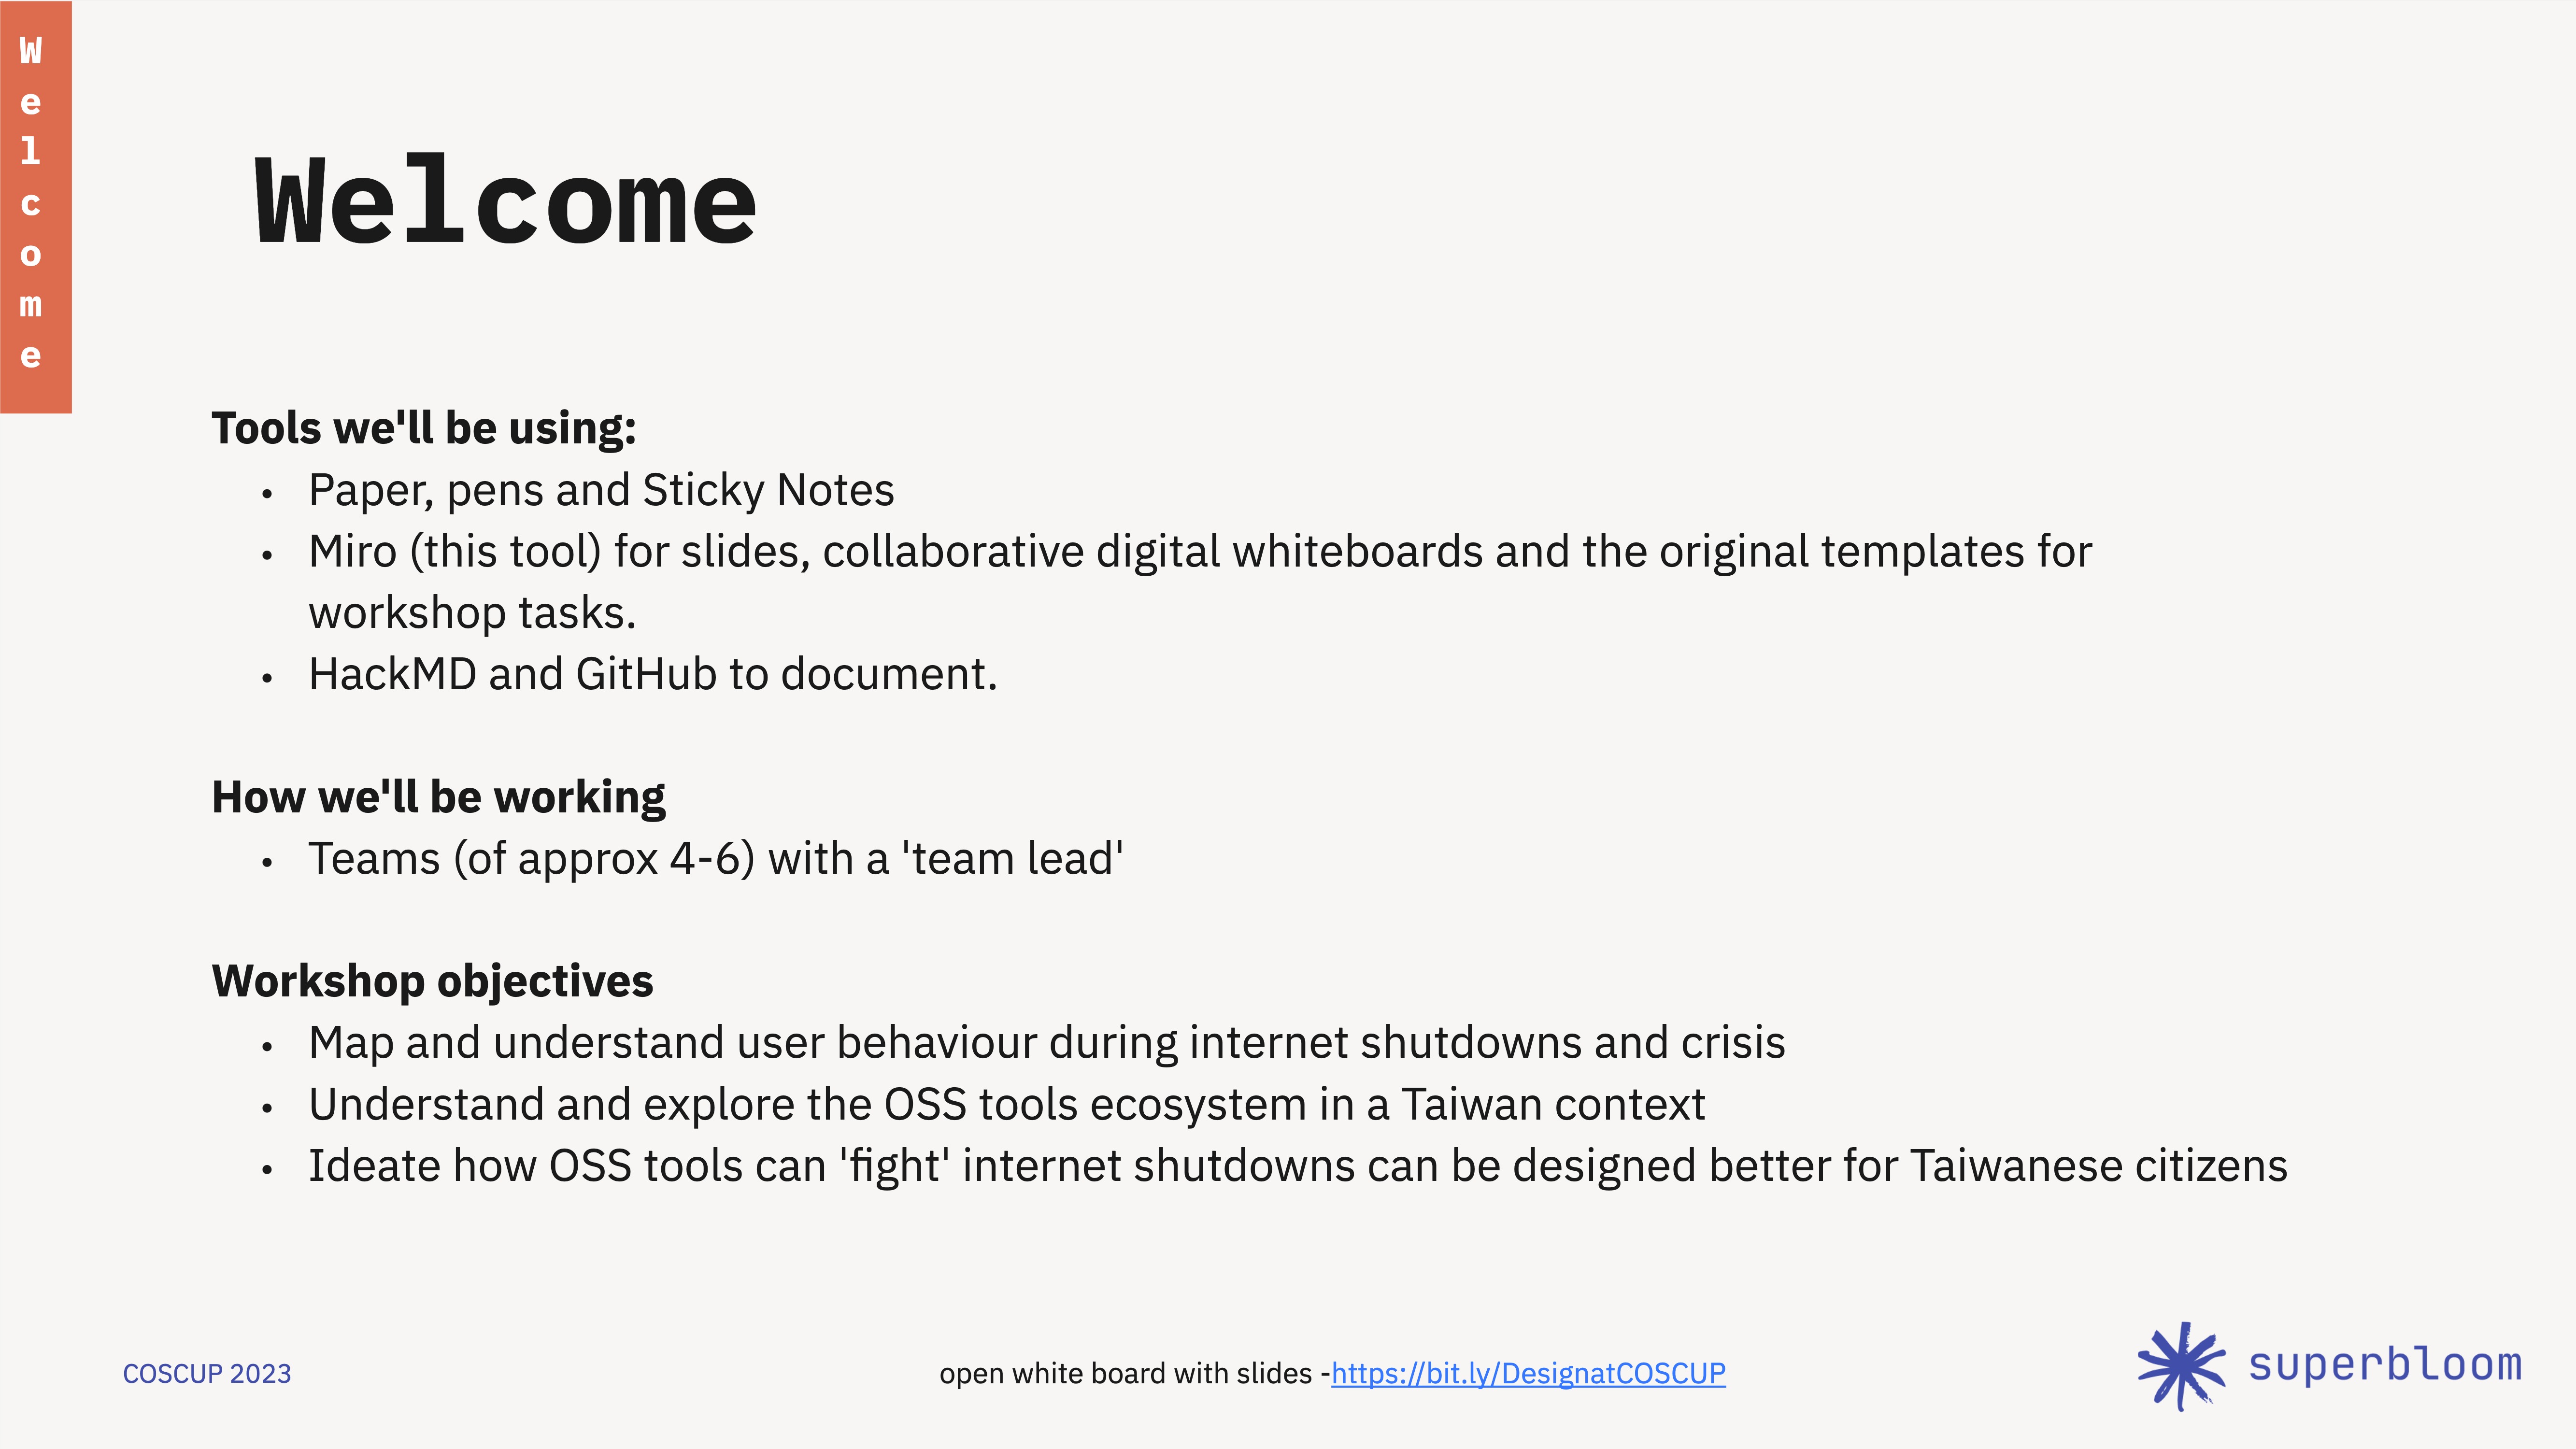 W
e
l
c
o
m
e
Welcome
Tools we'll be using:
• Paper, pens and Sticky Notes
• Miro (this tool) for slides, collaborative digital whiteboards and the original templates for
workshop tasks.
• HackMD and GitHub to document.
How we'll be working
• Teams (of approx 4-6) with a 'team lead'
Workshop objectives
• Map and understand user behaviour during internet shutdowns and crisis
• Understand and explore the OSS tools ecosystem in a Taiwan context
• Ideate how OSS tools can 'fight' internet shutdowns can be designed better for Taiwanese citizens
COSCUP 2023
open white board with slides -https://bit.ly/DesignatCOSCUP
superbloom